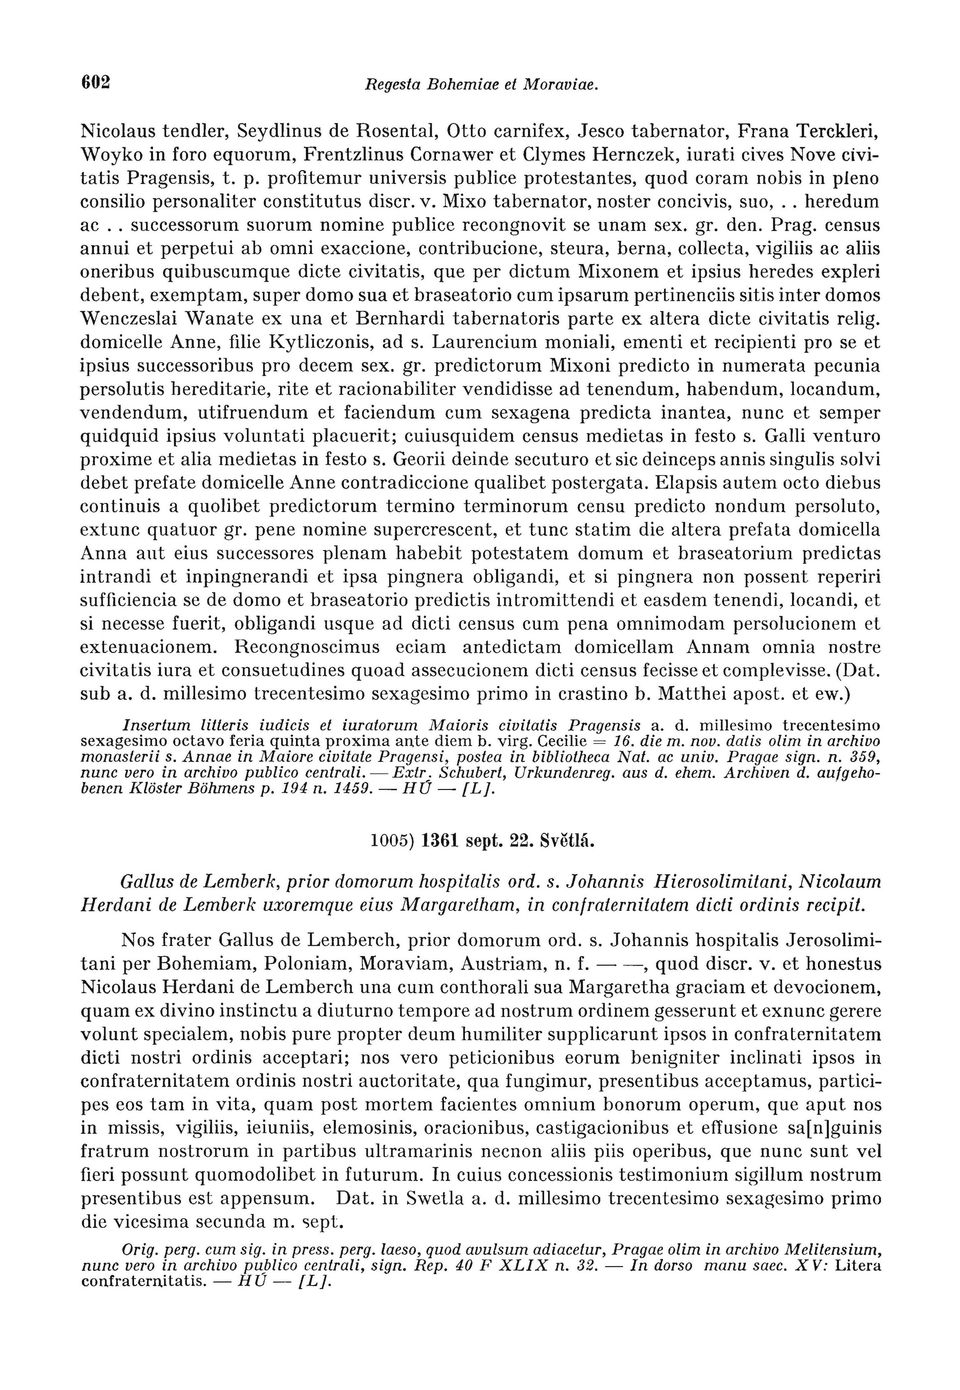 602 Regesta Bohemiae et Moraviae.
Nicolaus tendler, Seydlinus de Rosental, Otto carnifex, Jesco tabernator, Frana Terckleri,
Woyko in foro equorum, Frentzlinus Cornawer et Clymes Hernczek, iurati cives Nove civi-
tatis Pragensis, t. p. profitemur universis publice protestantes, quod coram nobis in pleno
consilio personaliter constitutus discr. v. Mixo tabernator, noster concivis, suo, . . heredum
ac . . successorum suorum nomine publice recongnovit se unam sex. gr. den. Prag. census
annui et perpetui ab omni exaccione, contribucione, steura, berna, collecta, vigiliis ac aliis
oneribus quibuscumque dicte civitatis, que per dictum Mixonem et ipsius heredes expleri
debent, exemptam, super domo sua et braseatorio cum ipsarum pertinenciis sitis inter domos
Wenczeslai Wanate ex una et Bernhardi tabernatoris parte ex altera dicte civitatis relig.
domicelle Anne, filie Kytliczonis, ad s. Laurencium moniali, ementi et recipienti pro se et
ipsius successoribus pro decem sex. gr. predictorum Mixoni predicto in numerata pecunia
persolutis hereditarie, rite et racionabiliter vendidisse ad tenendum, habendum, locandum,
vendendum, utifruendum et faciendum cum sexagena predicta inantea, nunc et semper
quidquid ipsius voluntati placuerit; cuiusquidem census medietas in festo s. Galli venturo
proxime et alia medietas in festo s. Georii deinde secuturo et sic deinceps annis singulis solvi
debet prefate domicelle Anne contradiccione qualibet postergata. Elapsis autem octo diebus
continuis a quolibet predictorum termino terminorum censu predicto nondum persoluto,
extunc quatuor gr. pene nomine supercrescent, et tunc statim die altera prefata domicella
Anna aut eius successores plenam habebit potestatem domum et braseatorium predictas
intrandi et inpingnerandi et ipsa pingnera obligandi, et si pingnera non possent reperiri
sufficiencia se de domo et braseatorio predictis intromittendi et easdem tenendi, locandi, et
si necesse fuerit, obligandi usque ad dicti census cum pena omnimodam persolucionem et
extenuacionem. Recongnoscimus eciam antedictam domicellam Annam omnia nostre
civitatis iura et consuetudines quoad assecucionem dicti census fecisse et complevisse. (Dat.
sub a. d. millesimo trecentesimo sexagesimo primo in crastino b. Matthei apost. et ew.)
Insertum litteris iudicis et iuratorum Maioris civitatis Pragensis a. d. millesimo trecentesimo
sexagesimo octavo feria quinta proxima ante diem b. virg. Cecilie = 16. die m. nov. datis olim in archivo
monasterii s. Annae in Maiore civitate Pragensi, postea in bibliotheca Nat. ac univ. Pragae sign. n. 359,
nunc vero in archivo publico centrali. — Extr. Schubert, Urkundenreg. aus d. ehem. Archiven d. aufgeho-
benen Klöster Böhmens p. 194 n. 1459. — HÚ — [L].
1005) 1361 sept. 22. Světlá.
Gallus de Lemberk, prior domorum hospitalis ord. s. Johannis Hierosolimitani, Nicolaum
Herdani de Lemberk uxoremque eius Margaretham, in confraternitatem dicti ordinis recipit.
Nos frater Gallus de Lemberch, prior domorum ord. s. Johannis hospitalis Jerosolimi-
tani per Bohemiam, Poloniam, Moraviam, Austriam, n. f. — —, quod discr. v. et honestus
Nicolaus Herdani de Lemberch una cum conthorali sua Margaretha graciam et devocionem,
quam ex divino instinctu a diuturno tempore ad nostrum ordinem gesserunt et exnunc gerere
volunt specialem, nobis pure propter deum humiliter supplicarunt ipsos in confraternitatem
dicti nostri ordinis acceptari; nos vero peticionibus eorum benigniter inclinati ipsos in
confraternitatem ordinis nostri auctoritate, qua fungimur, presentibus acceptamus, partici-
pes eos tam in vita, quam post mortem facientes omnium bonorum operum, que aput nos
in missis, vigiliis, ieiuniis, elemosinis, oracionibus, castigacionibus et effusione sa[n]guinis
fratrum nostrorum in partibus ultramarinis necnon aliis piis operibus, que nunc sunt vel
fieri possunt quomodolibet in futurum. In cuius concessionis testimonium sigillum nostrum
presentibus est appensum. Dat. in Swetla a. d. millesimo trecentesimo sexagesimo primo
die vicesima secunda m. sept.
Orig. perg. cum sig. in press. perg. laeso, quod avulsum adiacetur, Pragae olim in archivo Melitensium,
nunc vero in archivo publico centrali, sign. Rep. 40 F XLIX n. 32. — In dorso manu saec. XV: Litera
confraternitatis. — HÚ — [L].